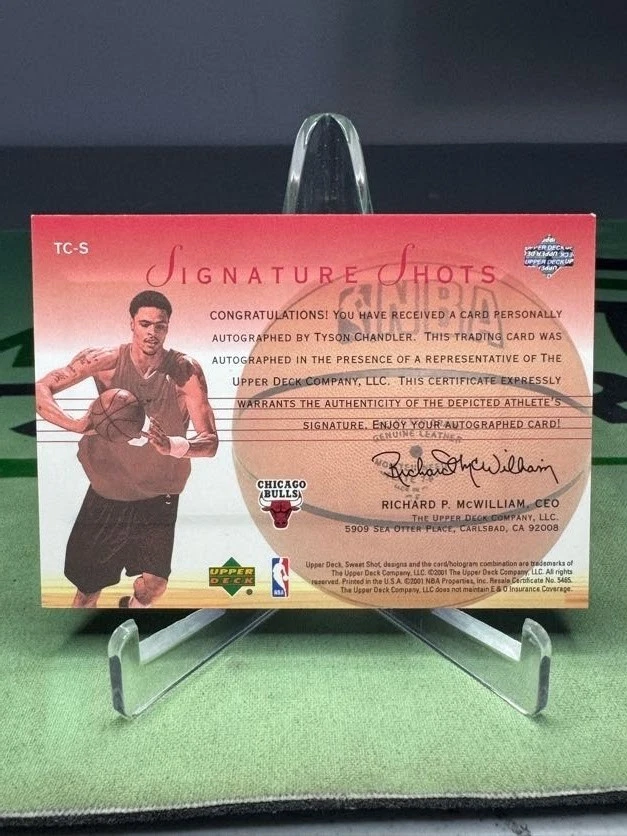 TC-S
SIGNATURE SHOTS
CONGRATULATIONS! YOU HAVE RECEIVED A CARD PERSONALLY
AUTOGRAPHED BY TYSON CHANDLER. THIS TRADING CARD WAS
AUTOGRAPHED IN THE PRESENCE OF A REPRESENTATIVE OF THE
UPPER DECK COMPANY, LLC. THIS CERTIFICATE EXPRESSLY
WARRANTS THE AUTHENTICITY OF THE DEPICTED ATHLETE'S
SIGNATURE. ENJOY YOUR AUTOGRAPHED CARD!
NBA
GENUINE LEATHER
Richard P McWilliam
RICHARD P. MCWILLIAM, CEO
THE UPPER DECK COMPANY, LLC.
5909 SEA OTTER PLACE, CARLSBAD, CA 92008
CHICAGO
BULLS
UPPER
DECK
NBA
Upper Deck, Sweet Shot, designs and the card/hologram combination are trademarks of
The Upper Deck Company, LLC. ©2001 The Upper Deck Company, LLC. All rights
reserved. Printed in the U.S.A. ©2001 NBA Properties, Inc. Resale Certificate No. 5465.
The Upper Deck Company, LLC does not maintain E & O Insurance Coverage.